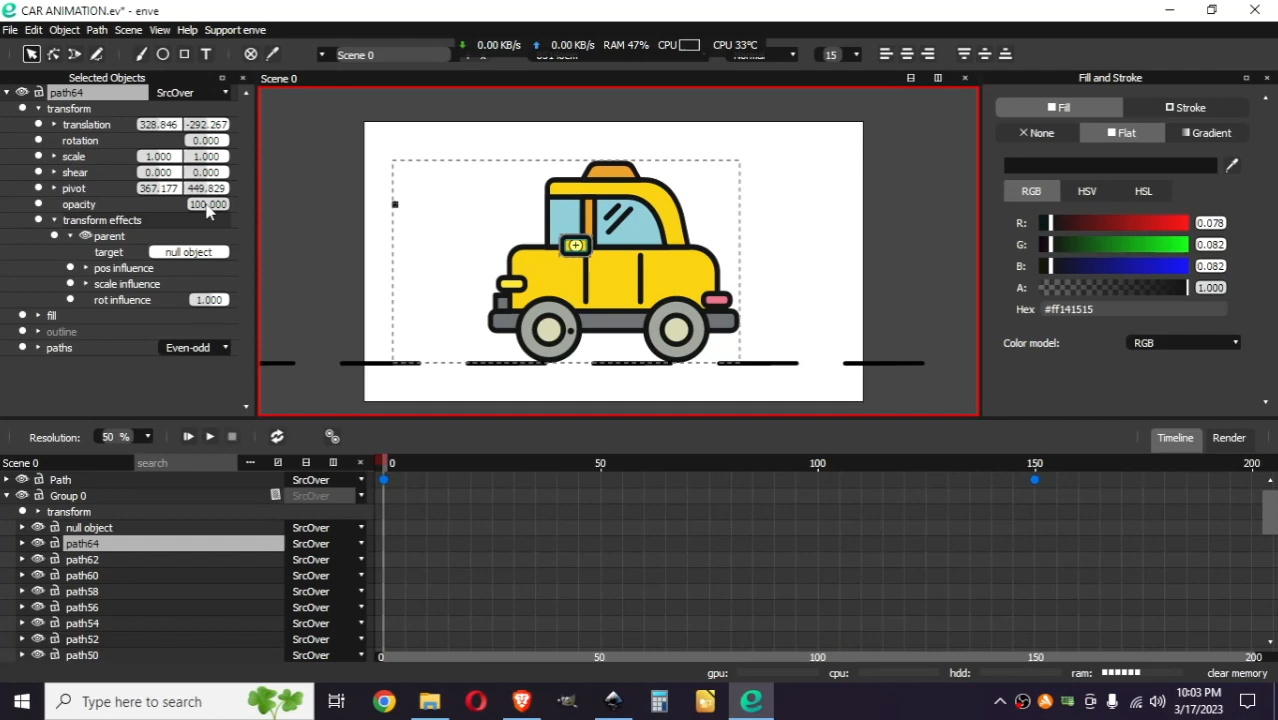 CAR ANIMATION.ev* - enve
File Edit Object Path Scene View Help Support enve
Scene 0
0.00 KB/s 0.00 KB/s RAM 47% CPU CPU 33°C
Normal
15
Selected Objects
Scene 0
Fill and Stroke
path64 SrcOver
transform
translation 328.846 -292.267
rotation 0.000
scale 1.000 1.000
shear 0.000 0.000
pivot 367.177 449.829
opacity 100.000
transform effects
parent
target null object
pos influence
scale influence
rot influence 1.000
fill
outline
paths Even-odd
Fill Stroke
None Flat Gradient
RGB HSV HSL
R: 0.078
G: 0.082
B: 0.082
A: 1.000
Hex #ff141515
Color model: RGB
Resolution: 50 %
Timeline Render
Scene 0 search
0 50 100 150 200
Path SrcOver
Group 0 SrcOver
transform
null object SrcOver
path64 SrcOver
path62 SrcOver
path60 SrcOver
path58 SrcOver
path56 SrcOver
path54 SrcOver
path52 SrcOver
path50 SrcOver
0 50 100 150 200
gpu: cpu: hdd: ram: clear memory
Type here to search
10:03 PM
3/17/2023